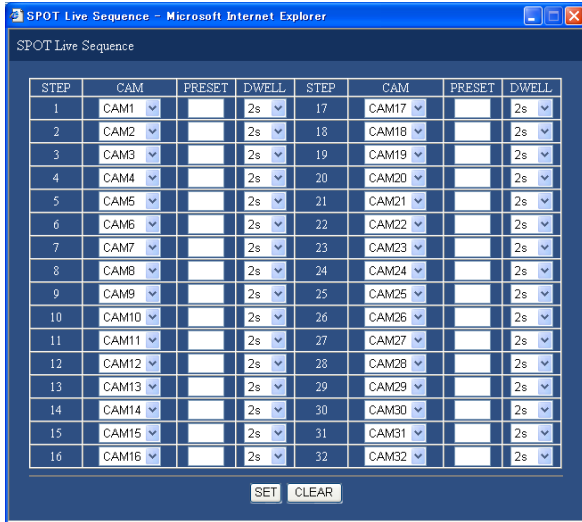 SPOT Live Sequence - Microsoft Internet Explorer
SPOT Live Sequence
STEP CAM PRESET DWELL STEP CAM PRESET DWELL
1 CAM1 2s 17 CAM17 2s
2 CAM2 2s 18 CAM18 2s
3 CAM3 2s 19 CAM19 2s
4 CAM4 2s 20 CAM20 2s
5 CAM5 2s 21 CAM21 2s
6 CAM6 2s 22 CAM22 2s
7 CAM7 2s 23 CAM23 2s
8 CAM8 2s 24 CAM24 2s
9 CAM9 2s 25 CAM25 2s
10 CAM10 2s 26 CAM26 2s
11 CAM11 2s 27 CAM27 2s
12 CAM12 2s 28 CAM28 2s
13 CAM13 2s 29 CAM29 2s
14 CAM14 2s 30 CAM30 2s
15 CAM15 2s 31 CAM31 2s
16 CAM16 2s 32 CAM32 2s
SET CLEAR